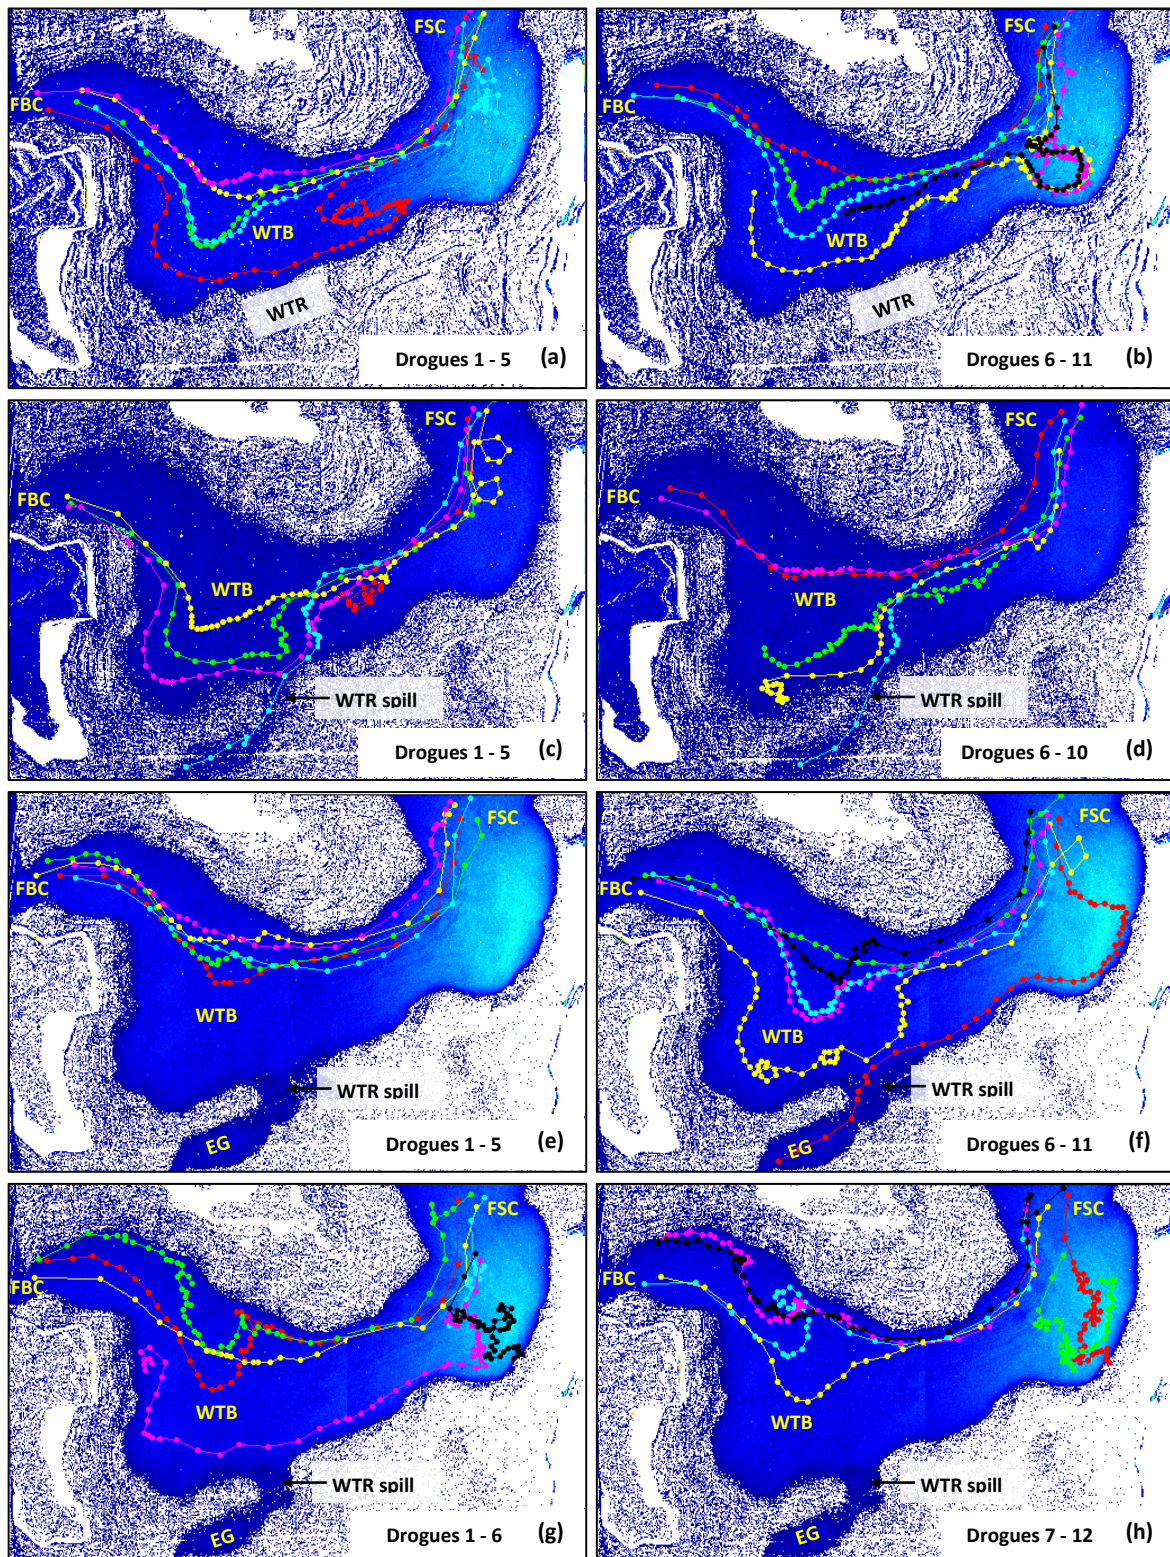 FSC
FBC
WTB
WTR
Drogues 1 - 5 (a)
FSC
FBC
WTB
WTR
Drogues 6 - 11 (b)
FSC
FBC
WTB
WTR spill
Drogues 1 - 5 (c)
FSC
FBC
WTB
WTR spill
Drogues 6 - 10 (d)
FSC
FBC
WTB
WTR spill
EG
Drogues 1 - 5 (e)
FSC
FBC
WTB
WTR spill
EG
Drogues 6 - 11 (f)
FSC
FBC
WTB
WTR spill
EG
Drogues 1 - 6 (g)
FSC
FBC
WTB
WTR spill
EG
Drogues 7 - 12 (h)